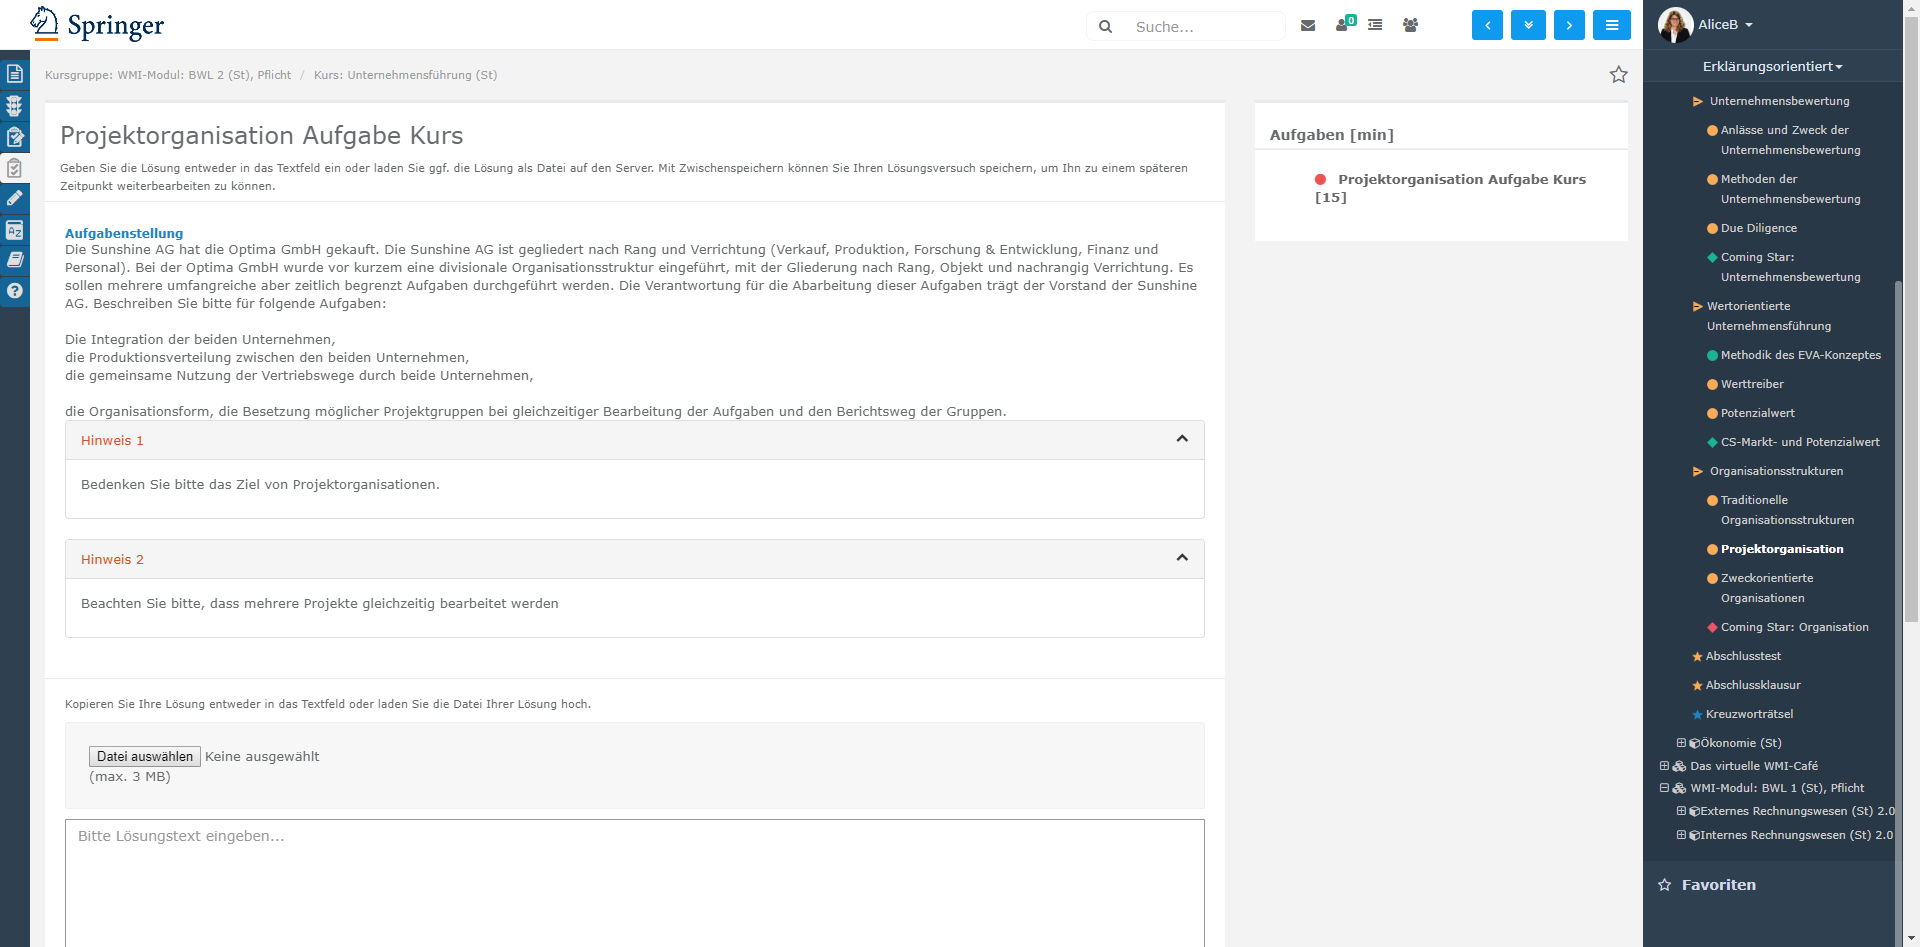 Springer
Suche...
0
AliceB
Erklärungsorientiert
Kursgruppe: WMI-Modul: BWL 2 (St), Pflicht / Kurs: Unternehmensführung (St)
Projektorganisation Aufgabe Kurs
Geben Sie die Lösung entweder in das Textfeld ein oder laden Sie ggf. die Lösung als Datei auf den Server. Mit Zwischenspeichern können Sie Ihren Lösungsversuch speichern, um Ihn zu einem späteren
Zeitpunkt weiterbearbeiten zu können.
Aufgabenstellung
Die Sunshine AG hat die Optima GmbH gekauft. Die Sunshine AG ist gegliedert nach Rang und Verrichtung (Verkauf, Produktion, Forschung & Entwicklung, Finanz und
Personal). Bei der Optima GmbH wurde vor kurzem eine divisionale Organisationsstruktur eingeführt, mit der Gliederung nach Rang, Objekt und nachrangig Verrichtung. Es
sollen mehrere umfangreiche aber zeitlich begrenzt Aufgaben durchgeführt werden. Die Verantwortung für die Abarbeitung dieser Aufgaben trägt der Vorstand der Sunshine
AG. Beschreiben Sie bitte für folgende Aufgaben:
Die Integration der beiden Unternehmen,
die Produktionsverteilung zwischen den beiden Unternehmen,
die gemeinsame Nutzung der Vertriebswege durch beide Unternehmen,
die Organisationsform, die Besetzung möglicher Projektgruppen bei gleichzeitiger Bearbeitung der Aufgaben und den Berichtsweg der Gruppen.
Hinweis 1
Bedenken Sie bitte das Ziel von Projektorganisationen.
Hinweis 2
Beachten Sie bitte, dass mehrere Projekte gleichzeitig bearbeitet werden
Kopieren Sie Ihre Lösung entweder in das Textfeld oder laden Sie die Datei Ihrer Lösung hoch.
Datei auswählen Keine ausgewählt
(max. 3 MB)
Bitte Lösungstext eingeben...
Aufgaben [min]
Projektorganisation Aufgabe Kurs
[15]
Unternehmensbewertung
Anlässe und Zweck der
Unternehmensbewertung
Methoden der
Unternehmensbewertung
Due Diligence
Coming Star:
Unternehmensbewertung
Wertorientierte
Unternehmensführung
Methodik des EVA-Konzeptes
Werttreiber
Potenzialwert
CS-Markt- und Potenzialwert
Organisationsstrukturen
Traditionelle
Organisationsstrukturen
Projektorganisation
Zweckorientierte
Organisationen
Coming Star: Organisation
Abschlusstest
Abschlussklausur
Kreuzworträtsel
Ökonomie (St)
Das virtuelle WMI-Café
WMI-Modul: BWL 1 (St), Pflicht
Externes Rechnungswesen (St) 2.0
Internes Rechnungswesen (St) 2.0
Favoriten